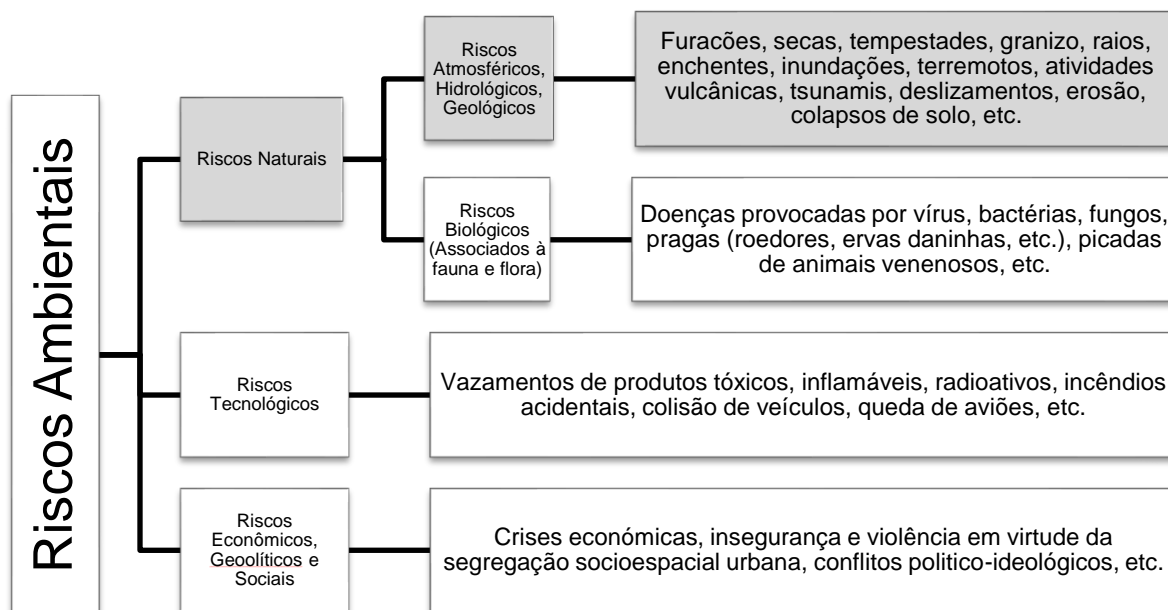 Riscos Ambientais
Riscos Naturais
Riscos
Atmosféricos,
Hidrológicos,
Geológicos
Furacões, secas, tempestades, granizo, raios,
enchentes, inundações, terremotos, atividades
vulcânicas, tsunamis, deslizamentos, erosão,
colapsos de solo, etc.
Riscos
Biológicos
(Associados à
fauna e flora)
Doenças provocadas por vírus, bactérias, fungos,
pragas (roedores, ervas daninhas, etc.), picadas
de animais venenosos, etc.
Riscos
Tecnológicos
Vazamentos de produtos tóxicos, inflamáveis, radioativos, incêndios
acidentais, colisão de veículos, queda de aviões, etc.
Riscos
Econômicos,
Geoolíticos e
Sociais
Crises económicas, insegurança e violência em virtude da
segregação socioespacial urbana, conflitos politico-ideológicos, etc.